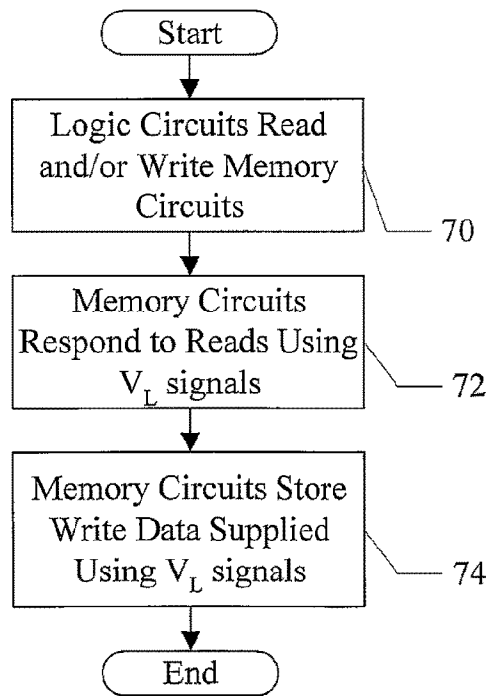 Start
Logic Circuits Read
and/or Write Memory
Circuits
70
Memory Circuits
Respond to Reads Using
V_L signals
72
Memory Circuits Store
Write Data Supplied
Using V_L signals
74
End